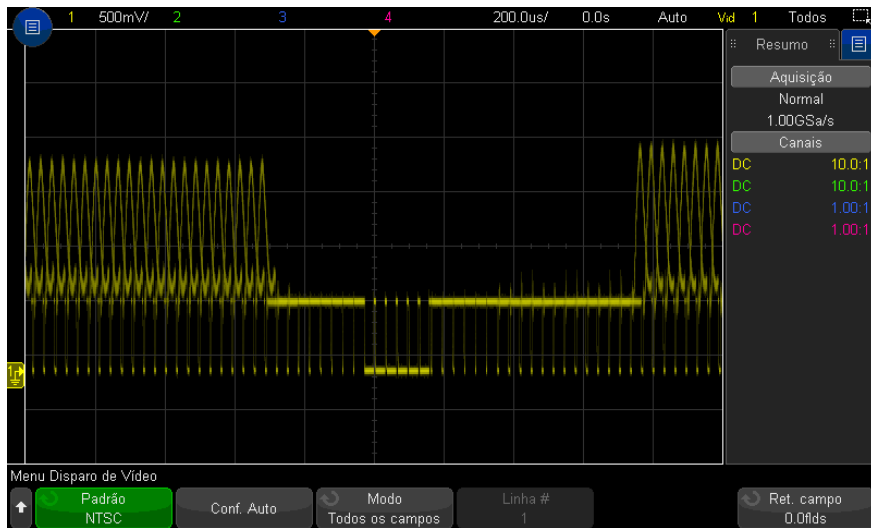 1 500mV/ 2 3 4 200.0us/ 0.0s Auto Vid 1 Todos
Resumo
Aquisição
Normal
1.00GSa/s
Canais
DC 10.0:1
DC 10.0:1
DC 1.00:1
DC 1.00:1
1
Menu Disparo de Vídeo
Padrão
NTSC
Conf. Auto
Modo
Todos os campos
Linha #
1
Ret. campo
0.0flds